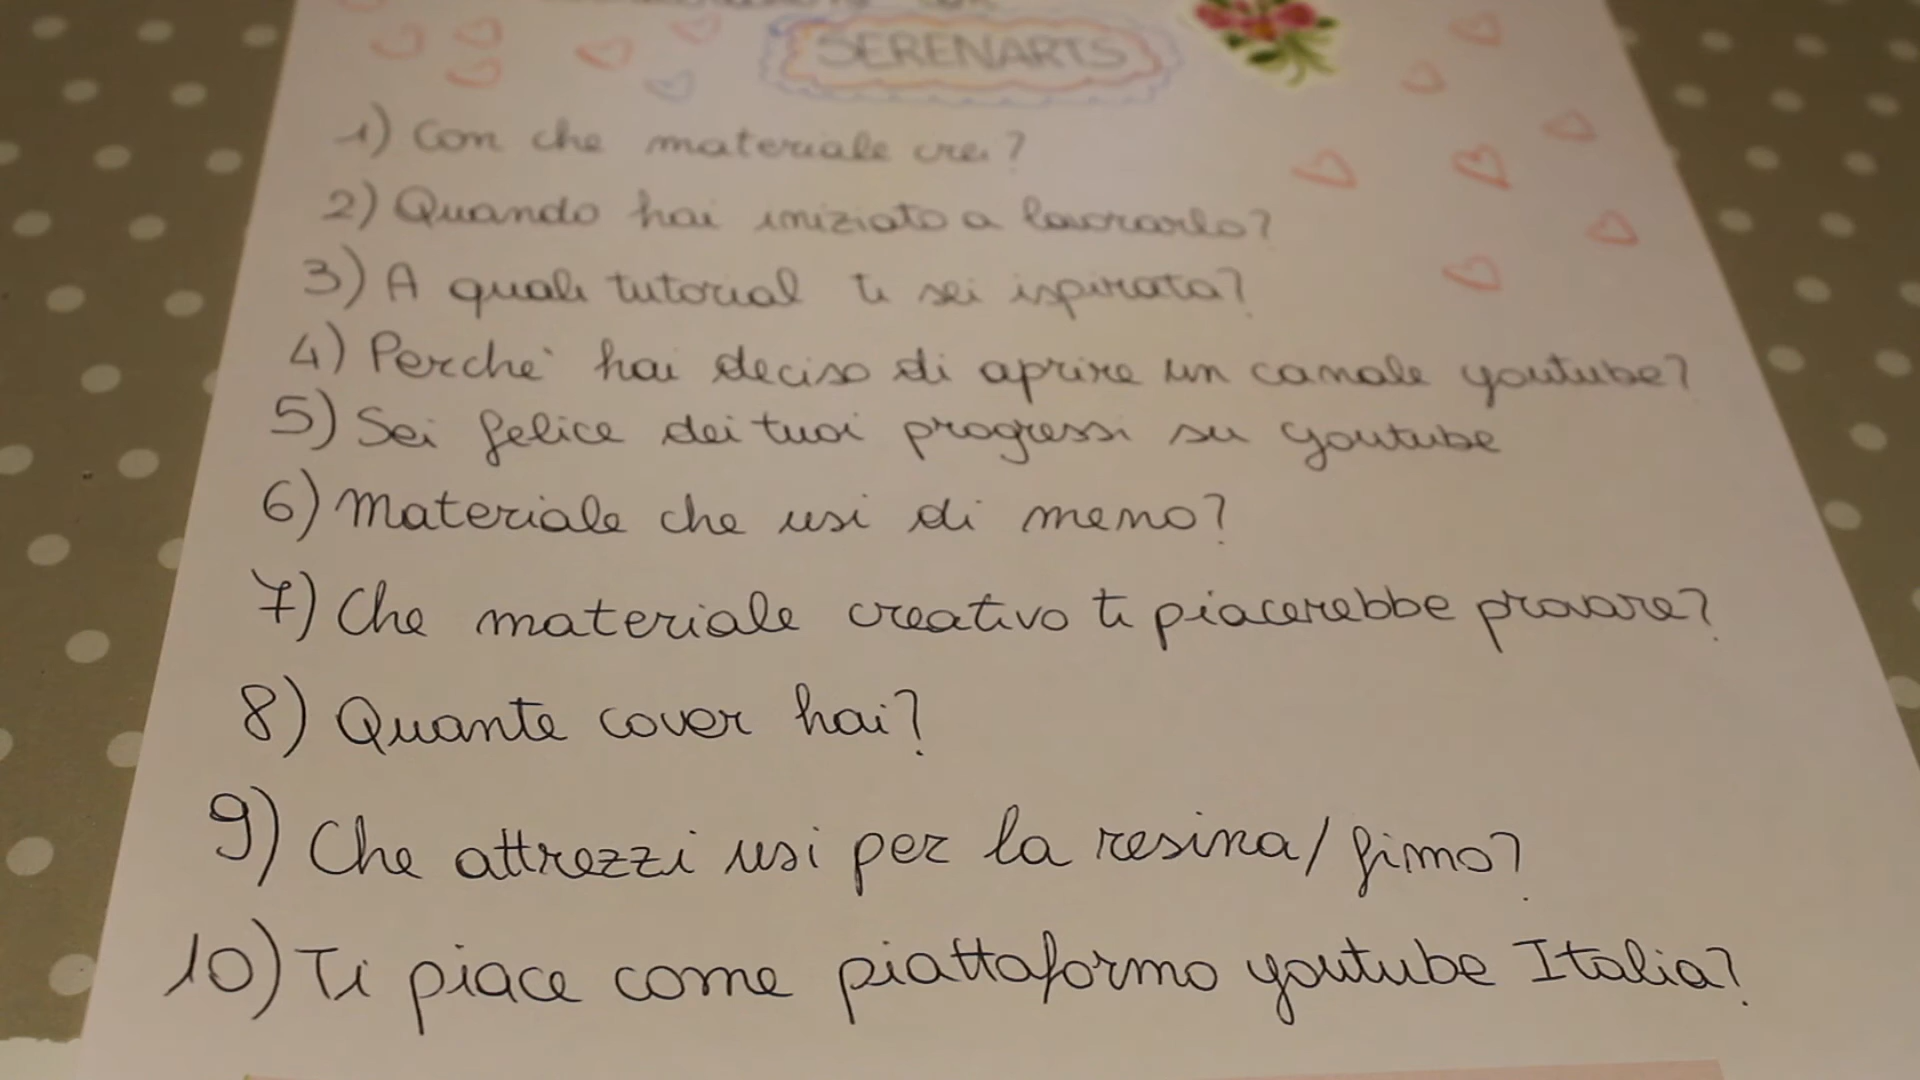 SERENARTS
1) Con che materiale crei?
2) Quando hai iniziato a lavorarlo?
3) A quali tutorial ti sei ispirata?
4) Perche' hai deciso di aprire un canale youtube?
5) Sei felice dei tuoi progressi su youtube
6) Materiale che usi di meno?
7) Che materiale creativo ti piacerebbe provare?
8) Quante cover hai?
9) Che attrezzi usi per la resina/fimo?
10) Ti piace come piattaforma youtube Italia?